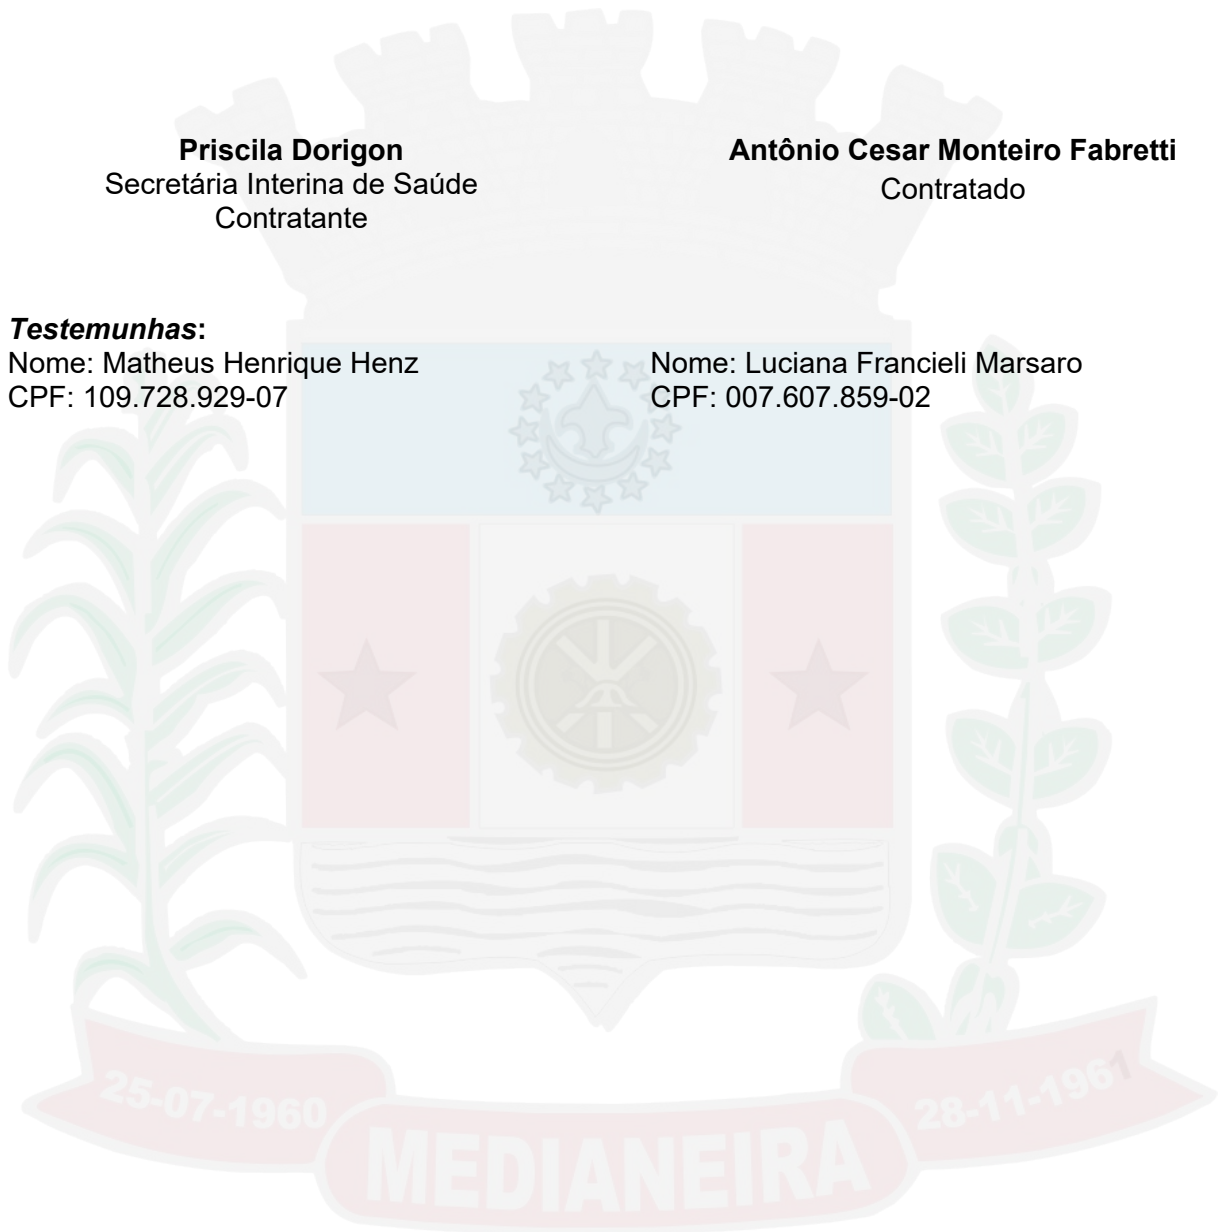 Priscila Dorigon
Secretária Interina de Saúde
Contratante
Antônio Cesar Monteiro Fabretti
Contratado
Testemunhas:
Nome: Matheus Henrique Henz
CPF: 109.728.929-07
Nome: Luciana Francieli Marsaro
CPF: 007.607.859-02
25-07-1960
MEDIANEIRA
28-11-1961